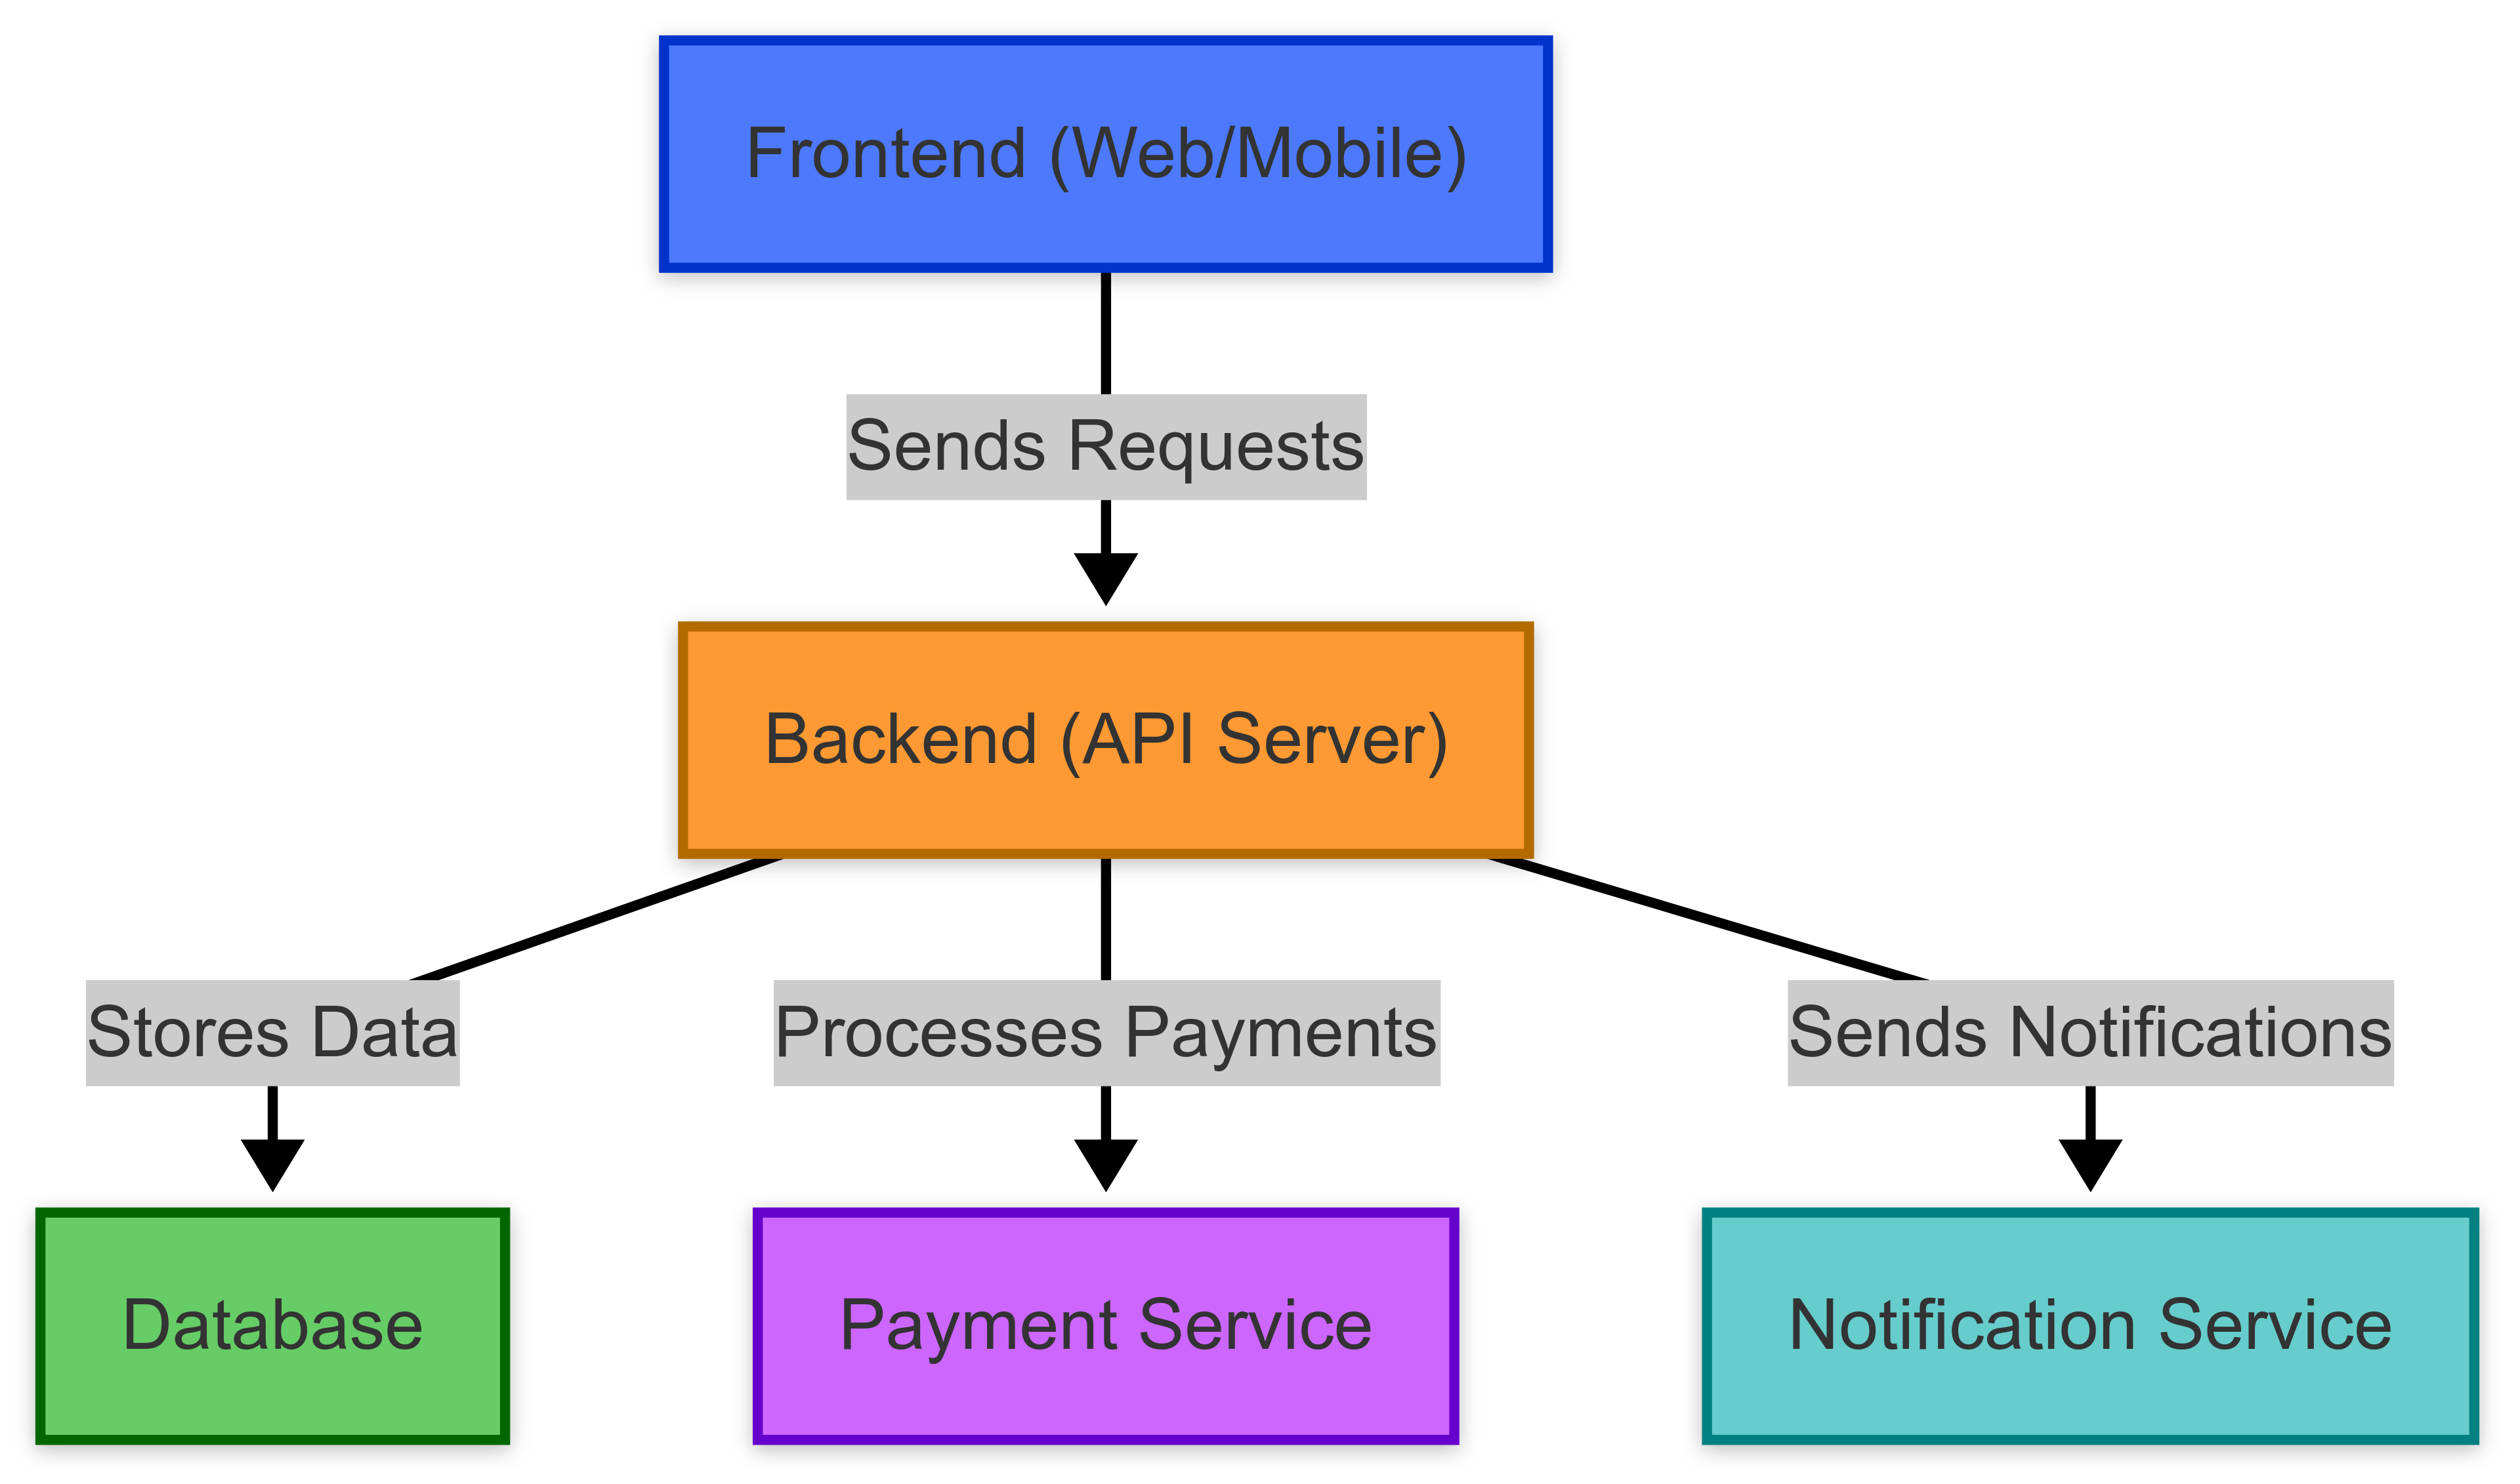 Frontend (Web/Mobile)
Sends Requests
Backend (API Server)
Stores Data
Processes Payments
Sends Notifications
Database
Payment Service
Notification Service